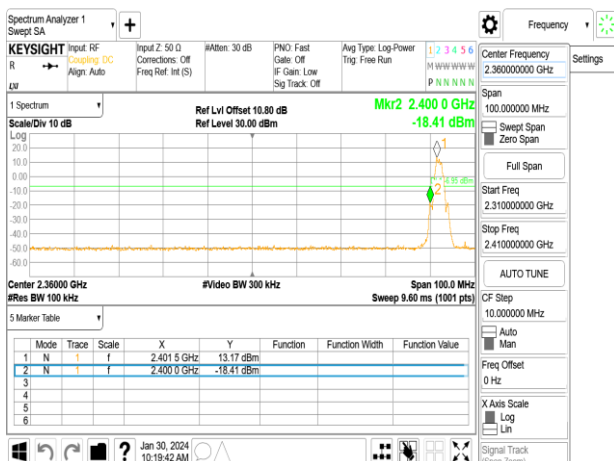 Spectrum Analyzer 1
Swept SA
Frequency
KEYSIGHT
Input: RF
Input Z: 50 Ω
#Atten: 30 dB
PNO: Fast
Avg Type: Log-Power
1 2 3 4 5 6
R
Coupling: DC
Corrections: Off
Gate: Off
Trig: Free Run
M W W W W W
Align: Auto
Freq Ref: Int (S)
IF Gain: Low
Sig Track: Off
P N N N N N
LXI
1 Spectrum
Scale/Div 10 dB
Ref Lvl Offset 10.80 dB
Ref Level 30.00 dBm
Mkr2 2.400 0 GHz
-18.41 dBm
Log
20.0
10.0
0.00
-10.0
-20.0
-30.0
-40.0
-50.0
-60.0
1
2
Center 2.36000 GHz
#Video BW 300 kHz
Span 100.0 MHz
#Res BW 100 kHz
Sweep 9.60 ms (1001 pts)
5 Marker Table
Mode Trace Scale X Y Function Function Width Function Value
1 N 1 f 2.401 5 GHz 13.17 dBm
2 N 1 f 2.400 0 GHz -18.41 dBm
3
4
5
6
Jan 30, 2024
10:19:42 AM
Center Frequency
2.360000000 GHz
Settings
Span
100.000000 MHz
Swept Span
Zero Span
Full Span
Start Freq
2.310000000 GHz
Stop Freq
2.410000000 GHz
AUTO TUNE
CF Step
10.000000 MHz
Auto
Man
Freq Offset
0 Hz
X Axis Scale
Log
Lin
Signal Track
(Span Zoom)